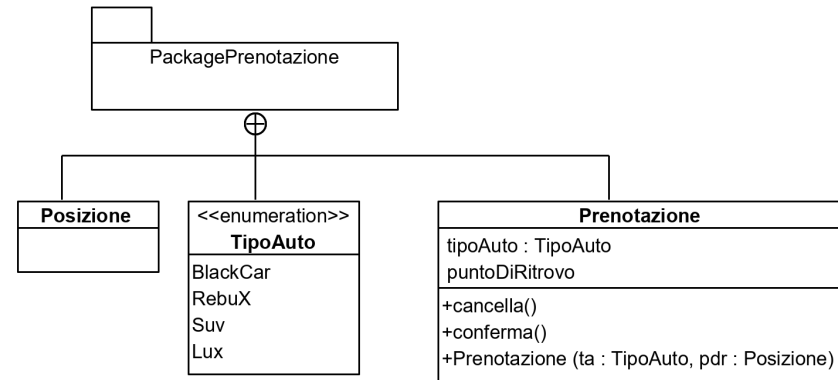 PackagePrenotazione
Posizione
<<enumeration>>
TipoAuto
BlackCar
RebuX
Suv
Lux
Prenotazione
tipoAuto : TipoAuto
puntoDiRitrovo
+cancella()
+conferma()
+Prenotazione (ta : TipoAuto, pdr : Posizione)